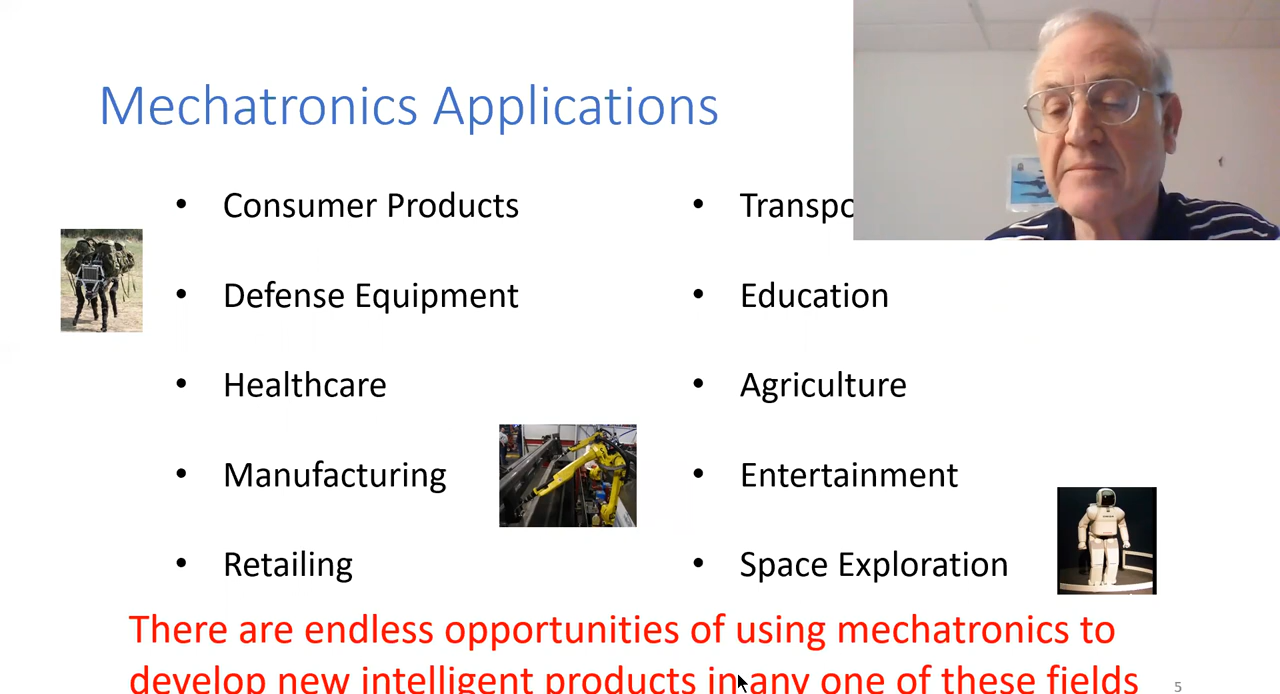 Mechatronics Applications
• Consumer Products
• Defense Equipment
• Healthcare
• Manufacturing
• Retailing
• Transpo
• Education
• Agriculture
• Entertainment
• Space Exploration
There are endless opportunities of using mechatronics to
develop new intelligent products in any one of these fields
5